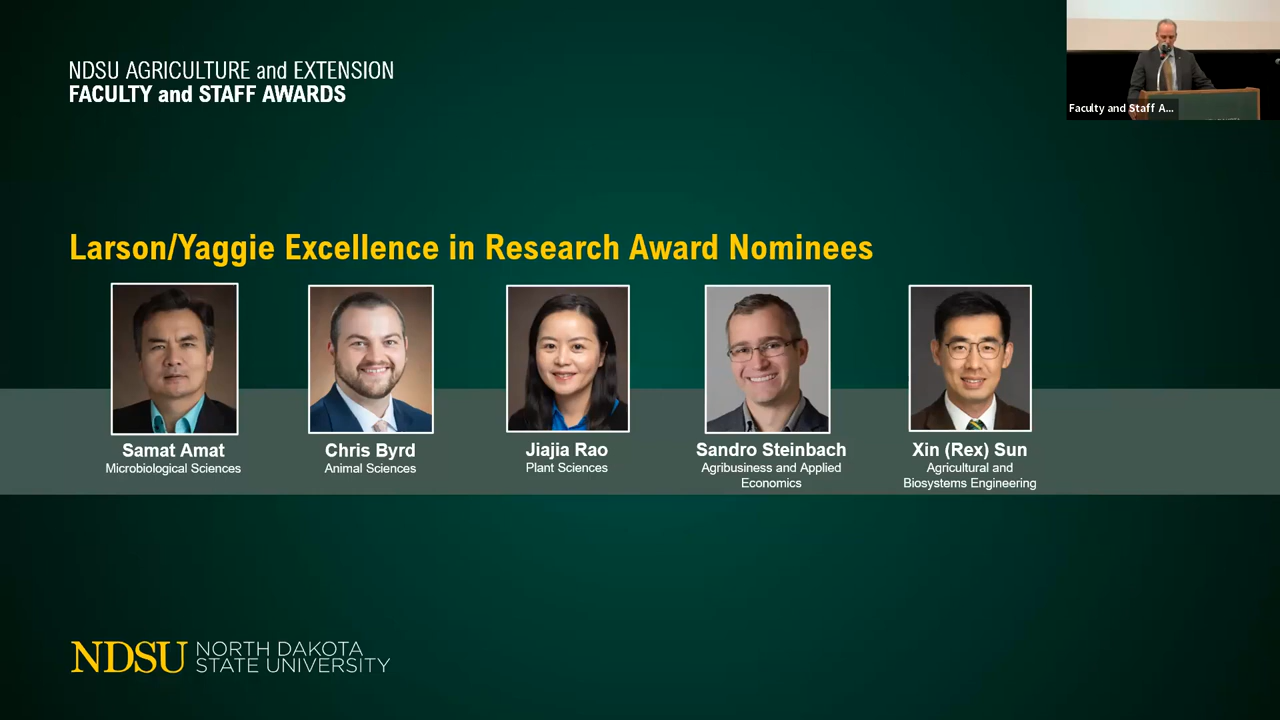 NDSU AGRICULTURE and EXTENSION
FACULTY and STAFF AWARDS
Faculty and Staff A...
Larson/Yaggie Excellence in Research Award Nominees
Samat Amat
Microbiological Sciences
Chris Byrd
Animal Sciences
Jiajia Rao
Plant Sciences
Sandro Steinbach
Agribusiness and Applied
Economics
Xin (Rex) Sun
Agricultural and
Biosystems Engineering
NDSU NORTH DAKOTA
STATE UNIVERSITY